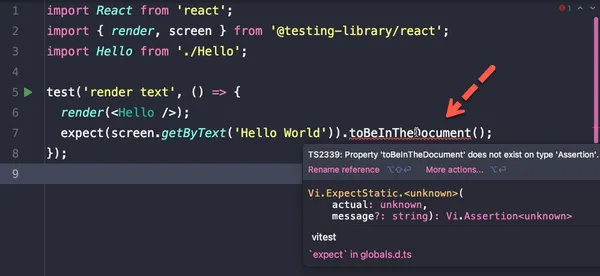 1 import React from 'react';
2 import { render, screen } from '@testing-library/react';
3 import Hello from './Hello';
4
5 test('render text', () => {
6 render(<Hello />);
7 expect(screen.getByText('Hello World')).toBeInTheDocument();
8 });
9
1
TS2339: Property 'toBeInTheDocument' does not exist on type 'Assertion'.
Rename reference ⌥⇧⏎ More actions... ⌥⏎
Vi.ExpectStatic.<unknown>(
actual: unknown,
message?: string): Vi.Assertion<unknown>
vitest
`expect` in globals.d.ts